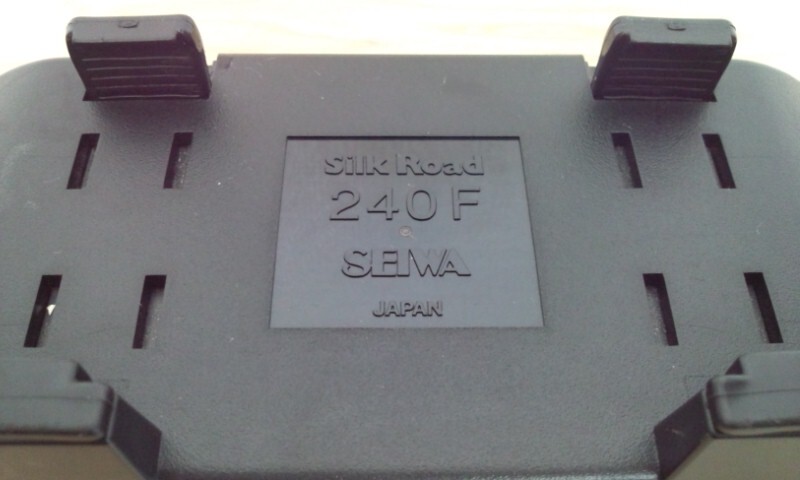 Silk Road
240F
SEIWA
JAPAN